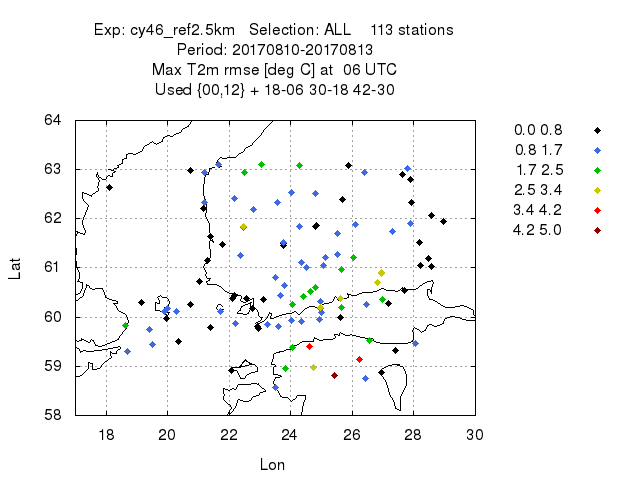 Exp: cy46_ref2.5km Selection: ALL 113 stations
Period: 20170810-20170813
Max T2m rmse [deg C] at 06 UTC
Used {00,12} + 18-06 30-18 42-30
64
63
62
61
60
59
58
Lat
18 20 22 24 26 28 30
Lon
0.0 0.8
0.8 1.7
1.7 2.5
2.5 3.4
3.4 4.2
4.2 5.0